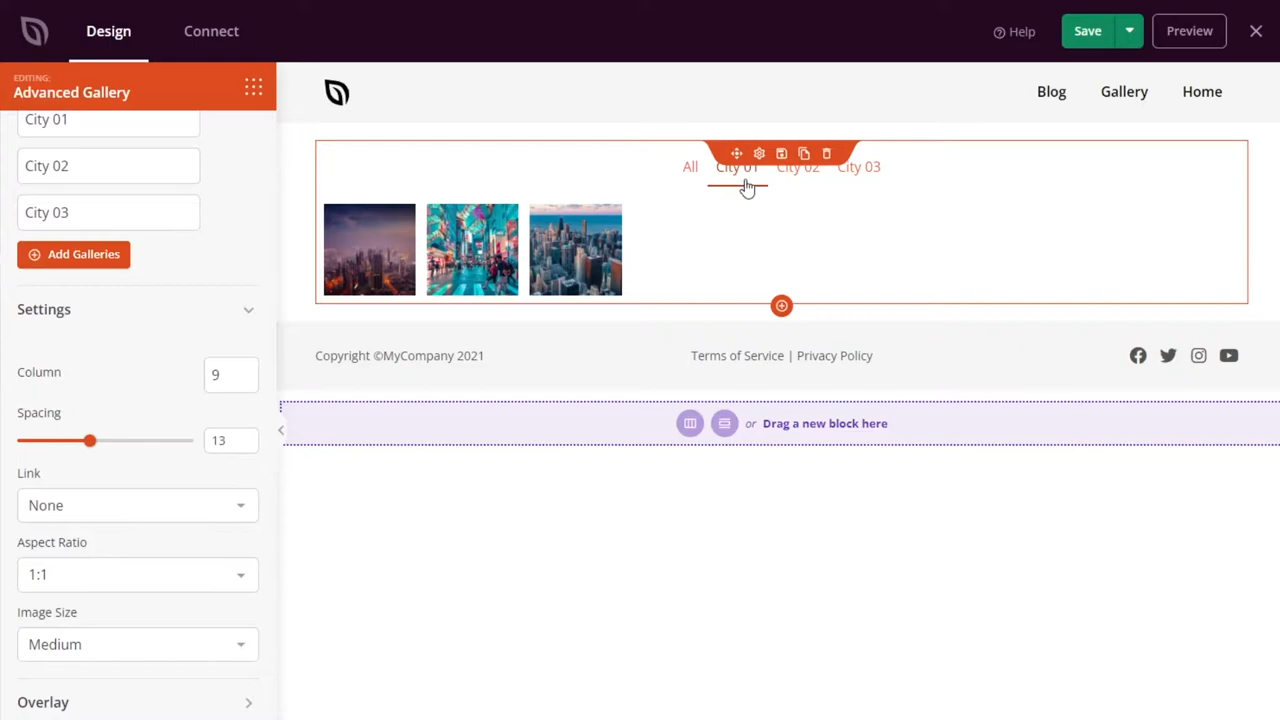 Design
Connect
Help
Save
Preview
EDITING:
Advanced Gallery
City 01
City 02
City 03
Add Galleries
Settings
Column
9
Spacing
13
Link
None
Aspect Ratio
1:1
Image Size
Medium
Overlay
Blog
Gallery
Home
All
City 01
City 02
City 03
Copyright ©MyCompany 2021
Terms of Service | Privacy Policy
or Drag a new block here